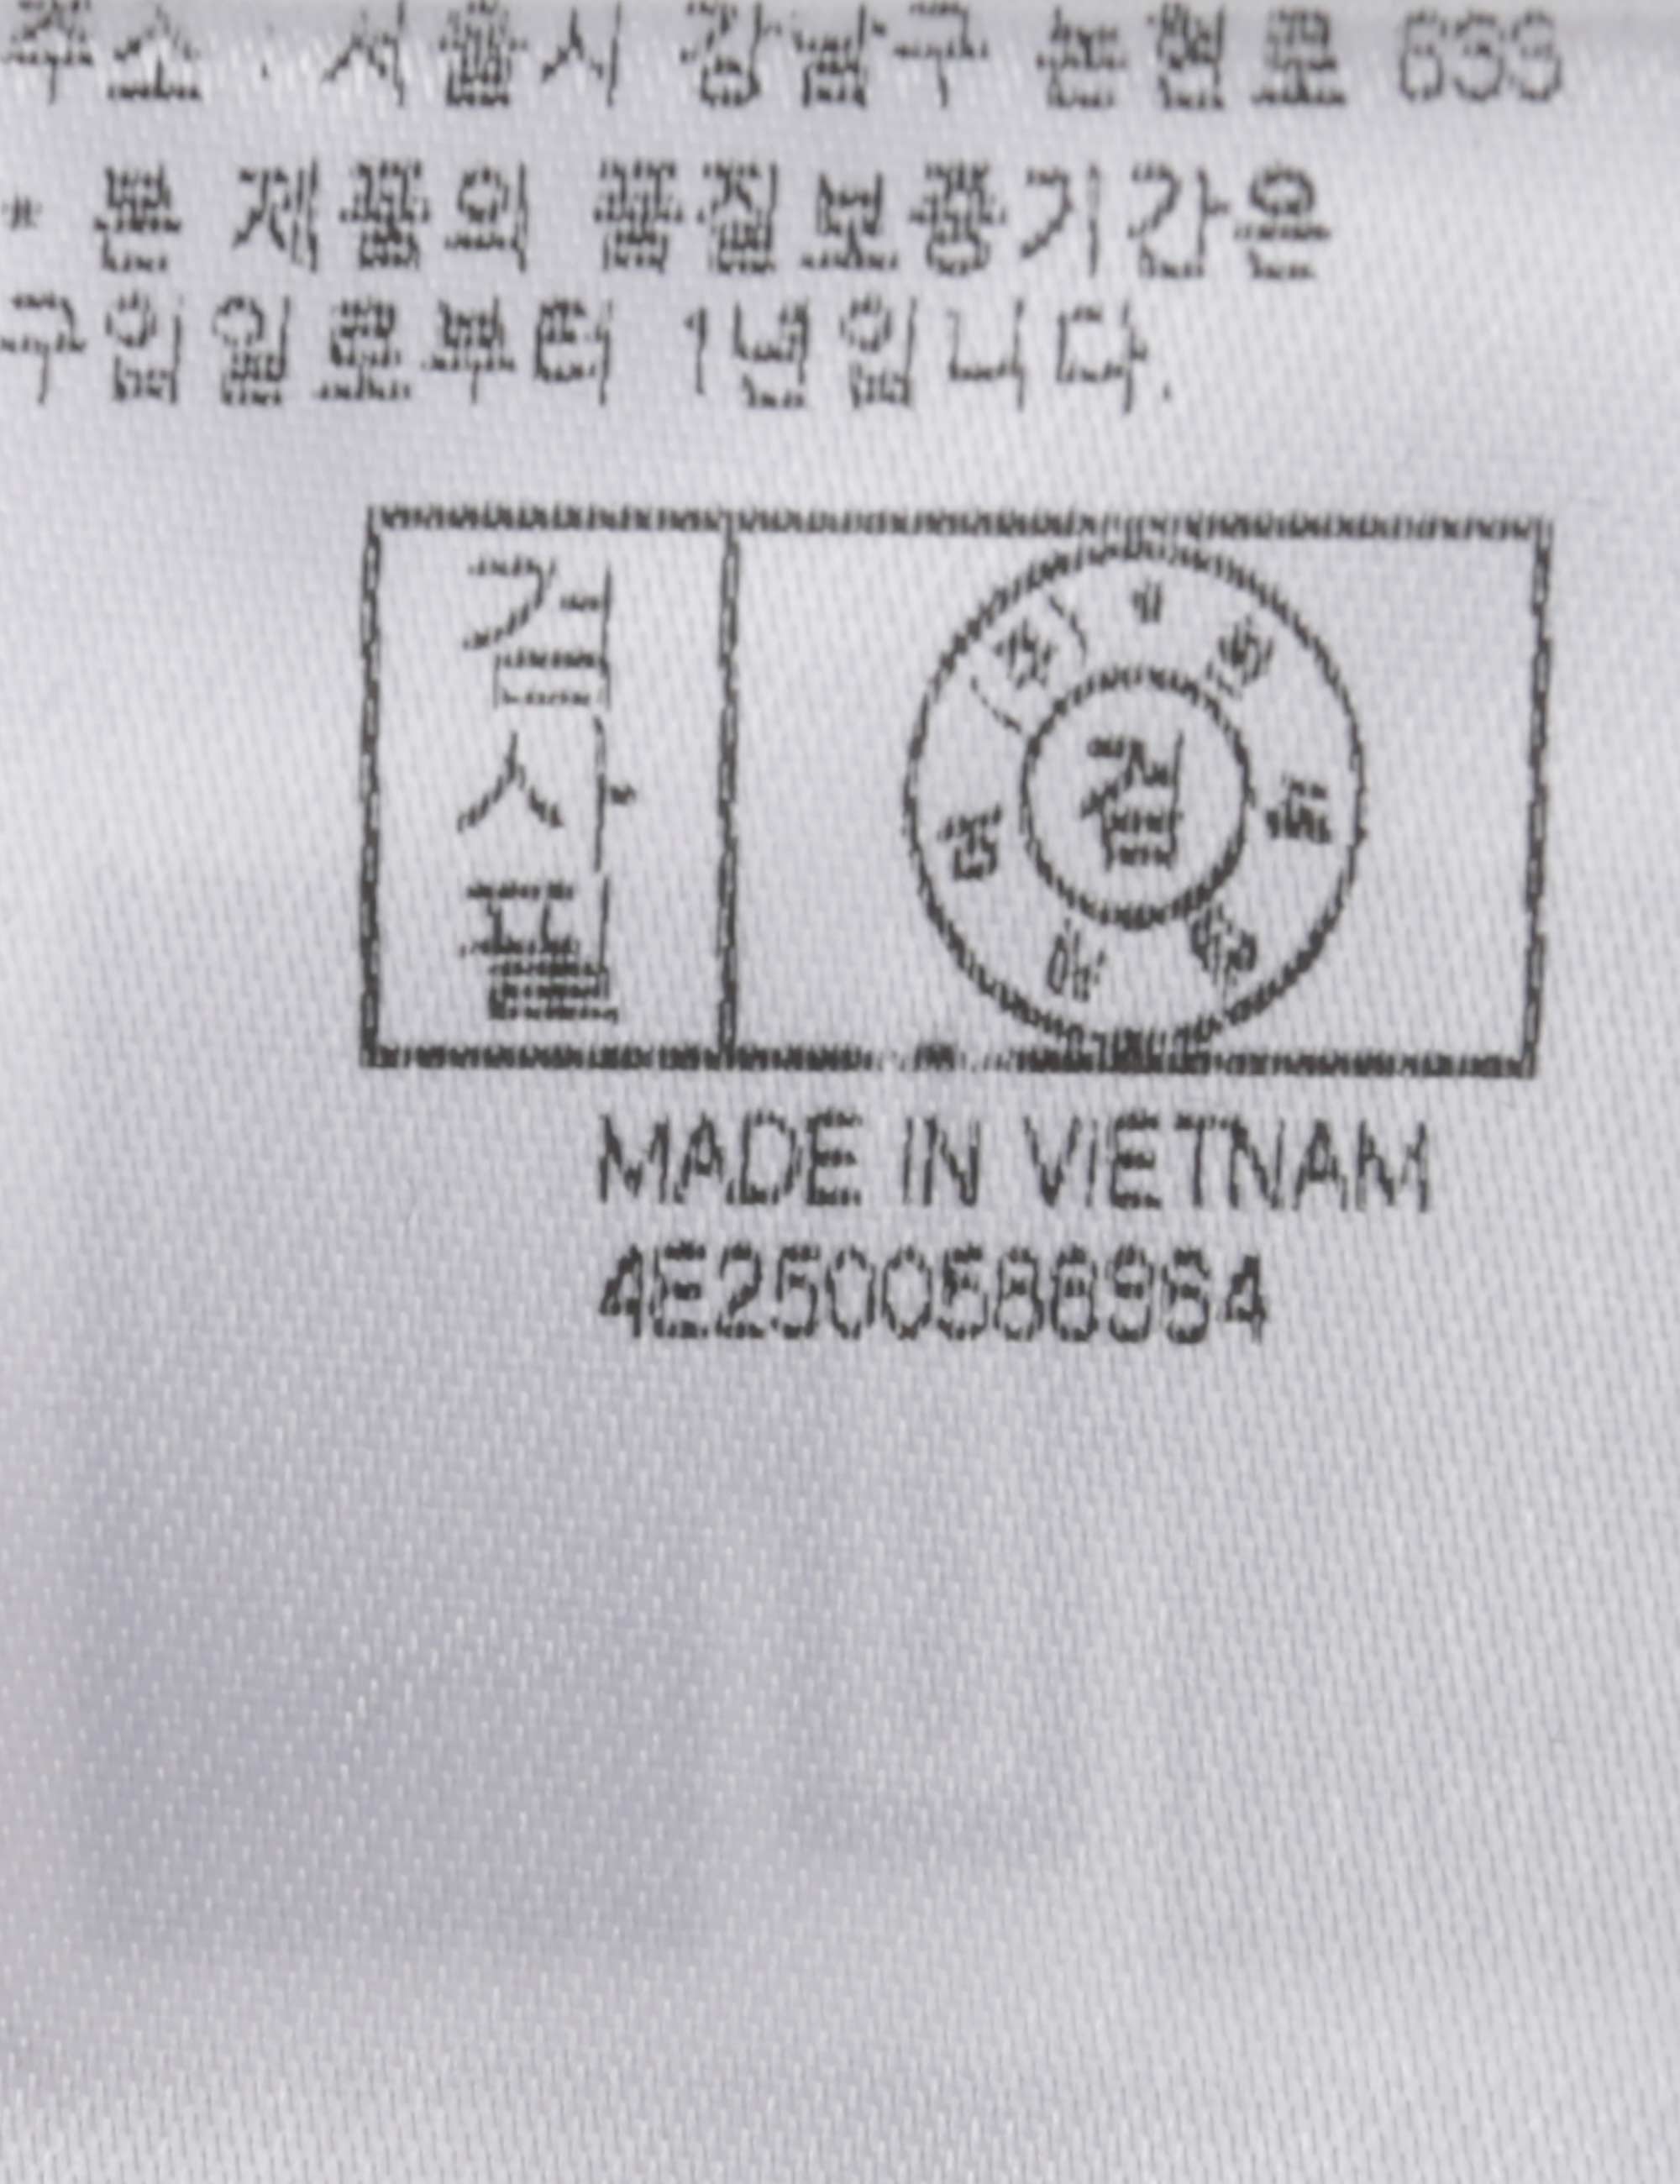 주소 : 서울시 강남구 논현로 633
* 본 제품의 품질보증기간은
구입일로부터 1년입니다.
검사필
검
MADE IN VIETNAM
4E2500586964